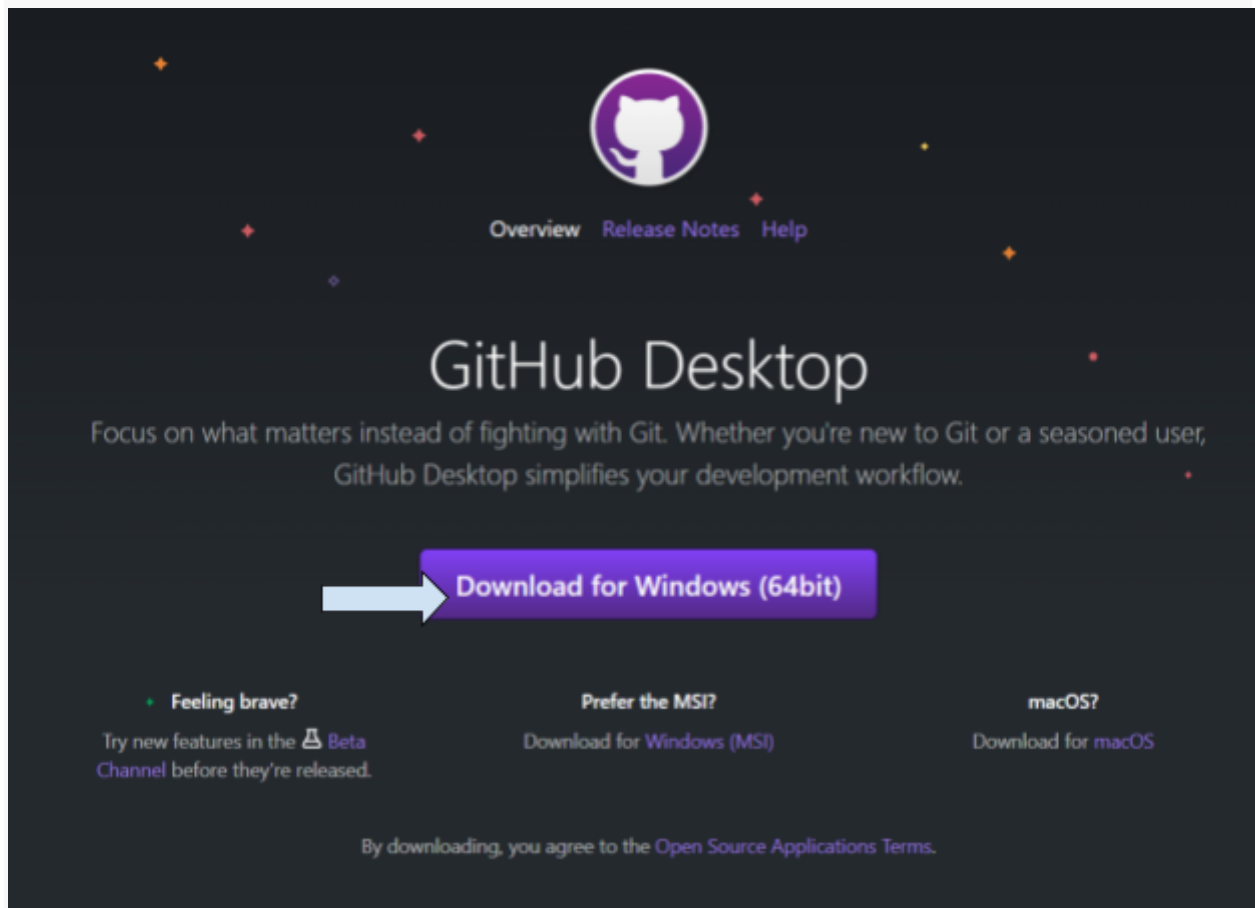 Overview Release Notes Help
GitHub Desktop
Focus on what matters instead of fighting with Git. Whether you're new to Git or a seasoned user,
GitHub Desktop simplifies your development workflow.
Download for Windows (64bit)
Feeling brave?
Try new features in the Beta
Channel before they're released.
Prefer the MSI?
Download for Windows (MSI)
macOS?
Download for macOS
By downloading, you agree to the Open Source Applications Terms.